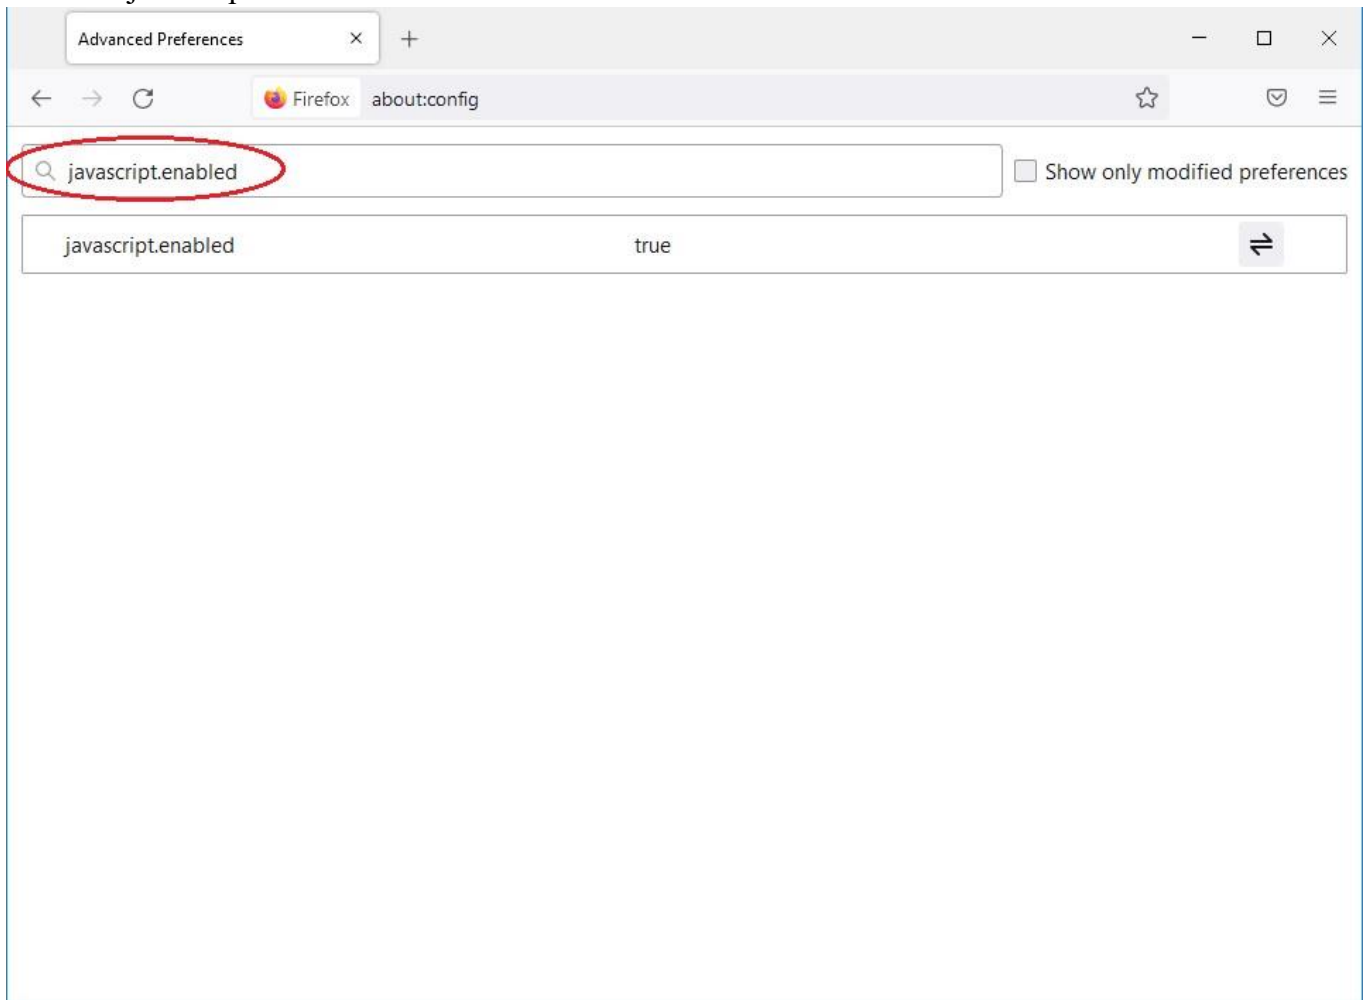 Advanced Preferences
Firefox about:config
javascript.enabled
Show only modified preferences
javascript.enabled true